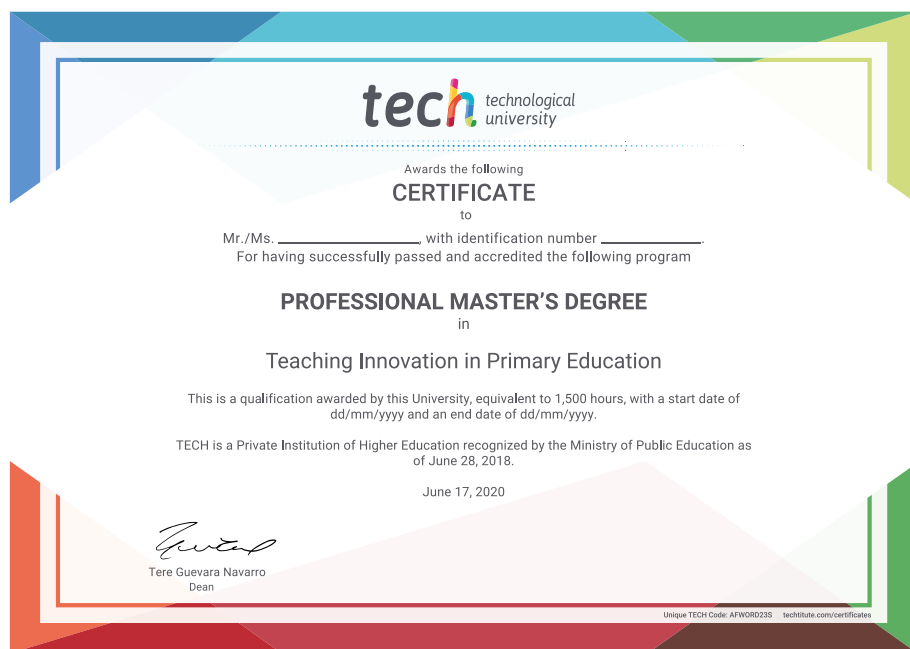 tech technological
university
Awards the following
CERTIFICATE
to
Mr./Ms. ____________________, with identification number ______________.
For having successfully passed and accredited the following program
PROFESSIONAL MASTER'S DEGREE
in
Teaching Innovation in Primary Education
This is a qualification awarded by this University, equivalent to 1,500 hours, with a start date of
dd/mm/yyyy and an end date of dd/mm/yyyy.
TECH is a Private Institution of Higher Education recognized by the Ministry of Public Education as
of June 28, 2018.
June 17, 2020
Tere Guevara Navarro
Dean
Unique TECH Code: AFWORD23S techtitute.com/certificates